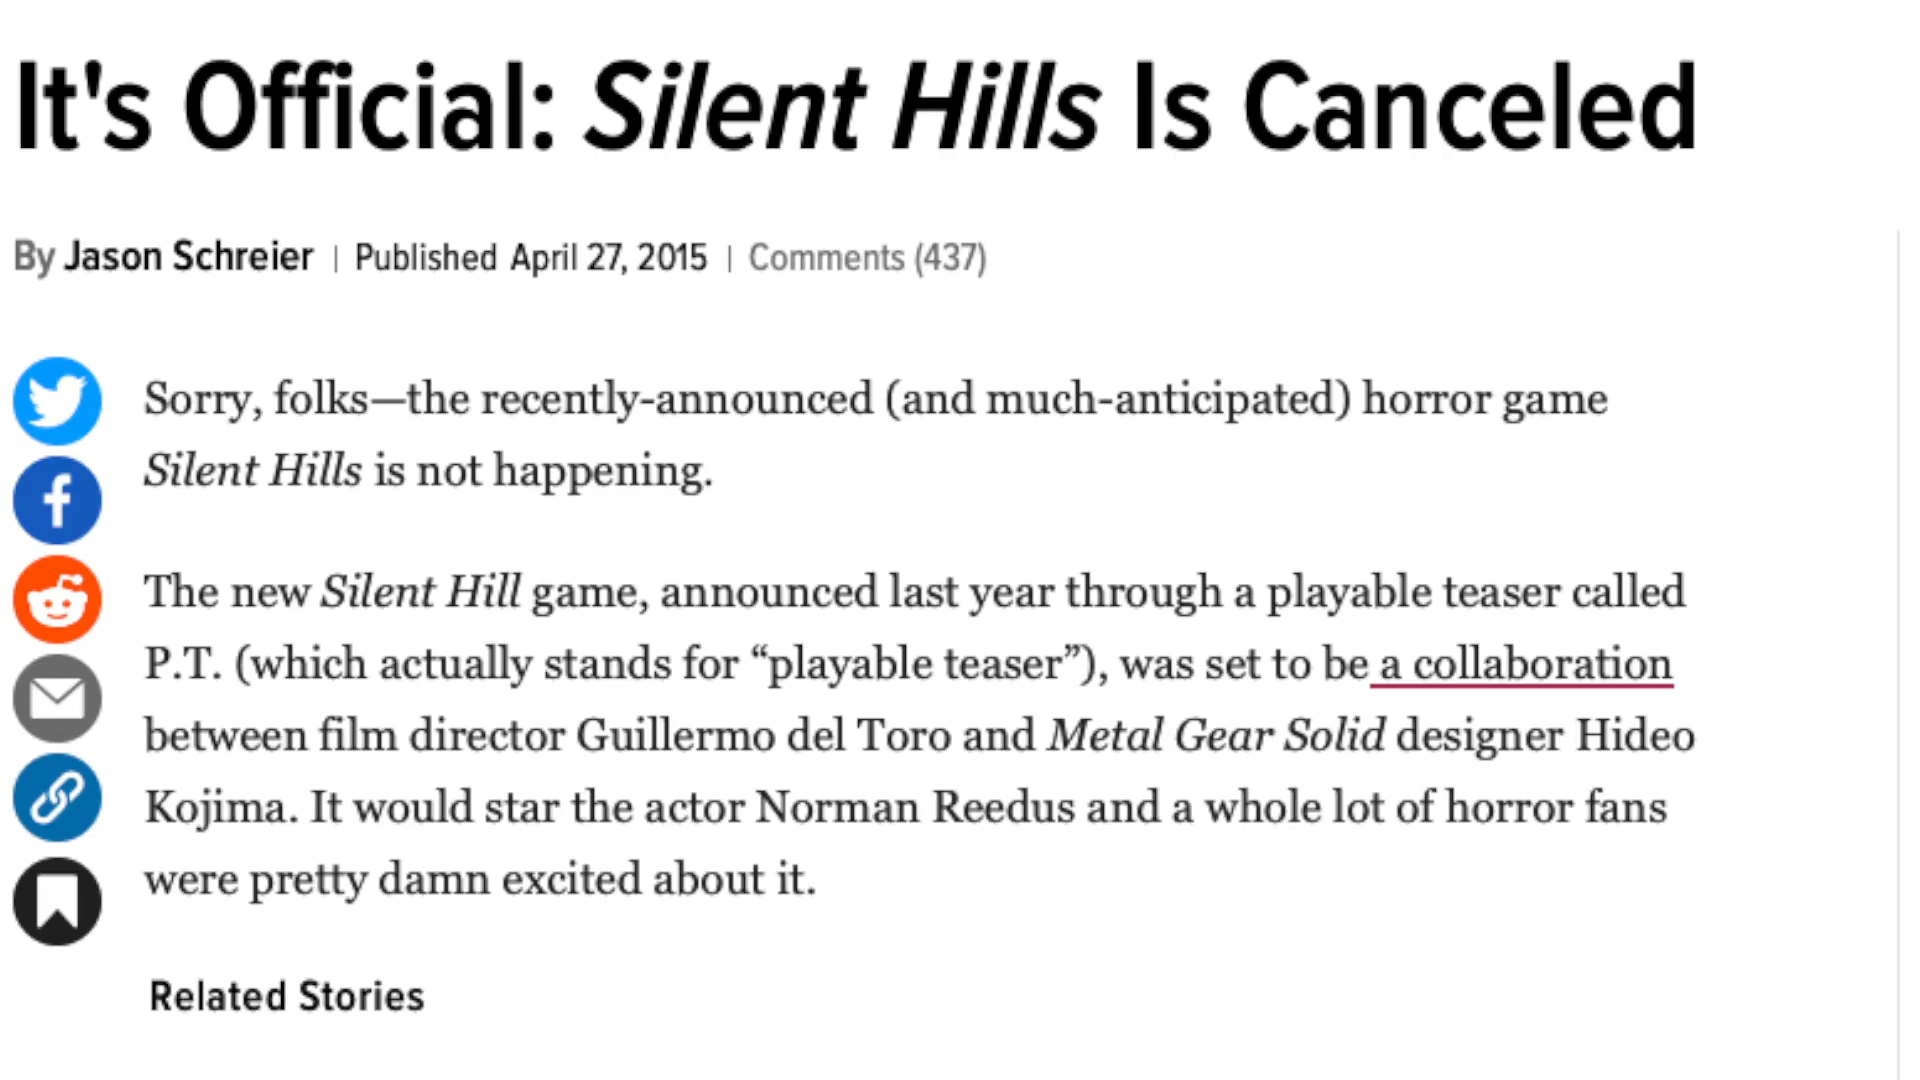 It's Official: Silent Hills Is Canceled
By Jason Schreier | Published April 27, 2015 | Comments (437)
Sorry, folks—the recently-announced (and much-anticipated) horror game
Silent Hills is not happening.
The new Silent Hill game, announced last year through a playable teaser called
P.T. (which actually stands for “playable teaser”), was set to be a collaboration
between film director Guillermo del Toro and Metal Gear Solid designer Hideo
Kojima. It would star the actor Norman Reedus and a whole lot of horror fans
were pretty damn excited about it.
Related Stories